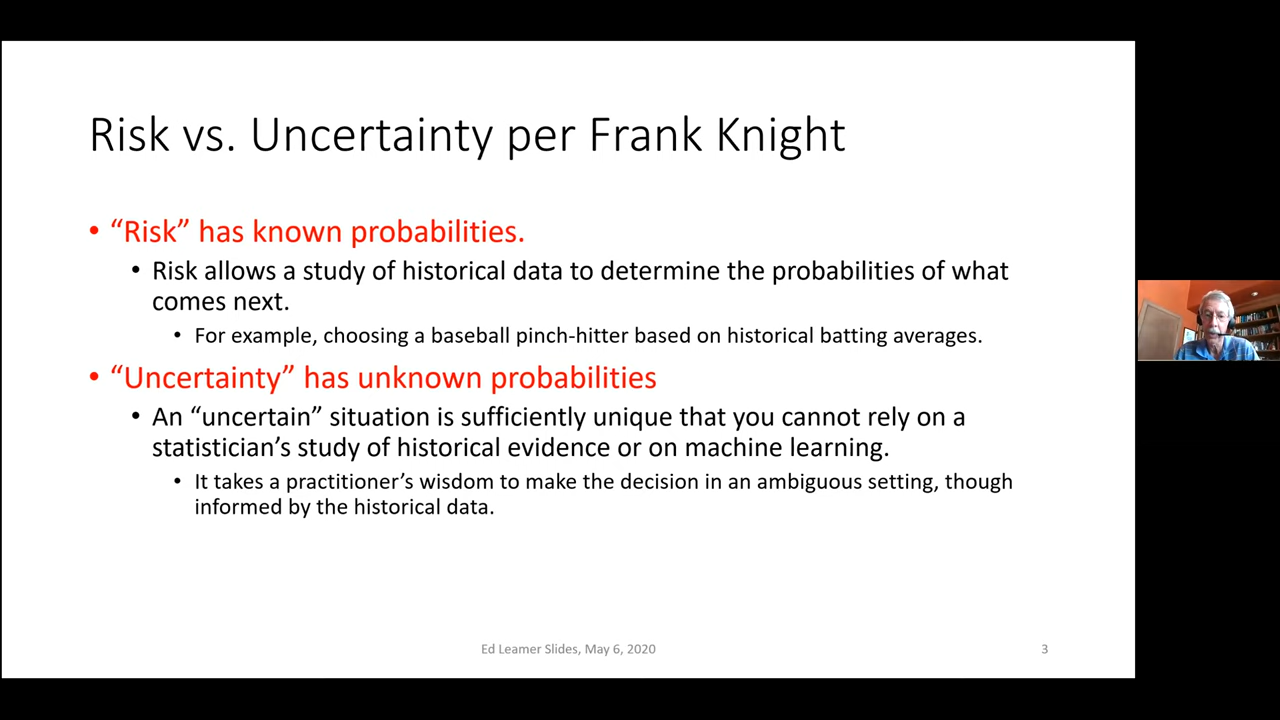 Risk vs. Uncertainty per Frank Knight
• “Risk” has known probabilities.
• Risk allows a study of historical data to determine the probabilities of what
comes next.
• For example, choosing a baseball pinch-hitter based on historical batting averages.
• “Uncertainty” has unknown probabilities
• An “uncertain” situation is sufficiently unique that you cannot rely on a
statistician’s study of historical evidence or on machine learning.
• It takes a practitioner’s wisdom to make the decision in an ambiguous setting, though
informed by the historical data.
Ed Leamer Slides, May 6, 2020
3